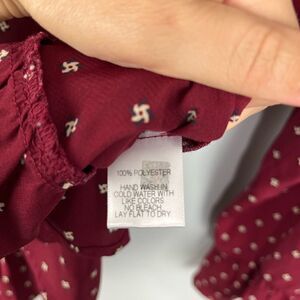 100% POLYESTER
HAND WASH IN
COLD WATER WITH
LIKE COLORS
NO BLEACH.
LAY FLAT TO DRY